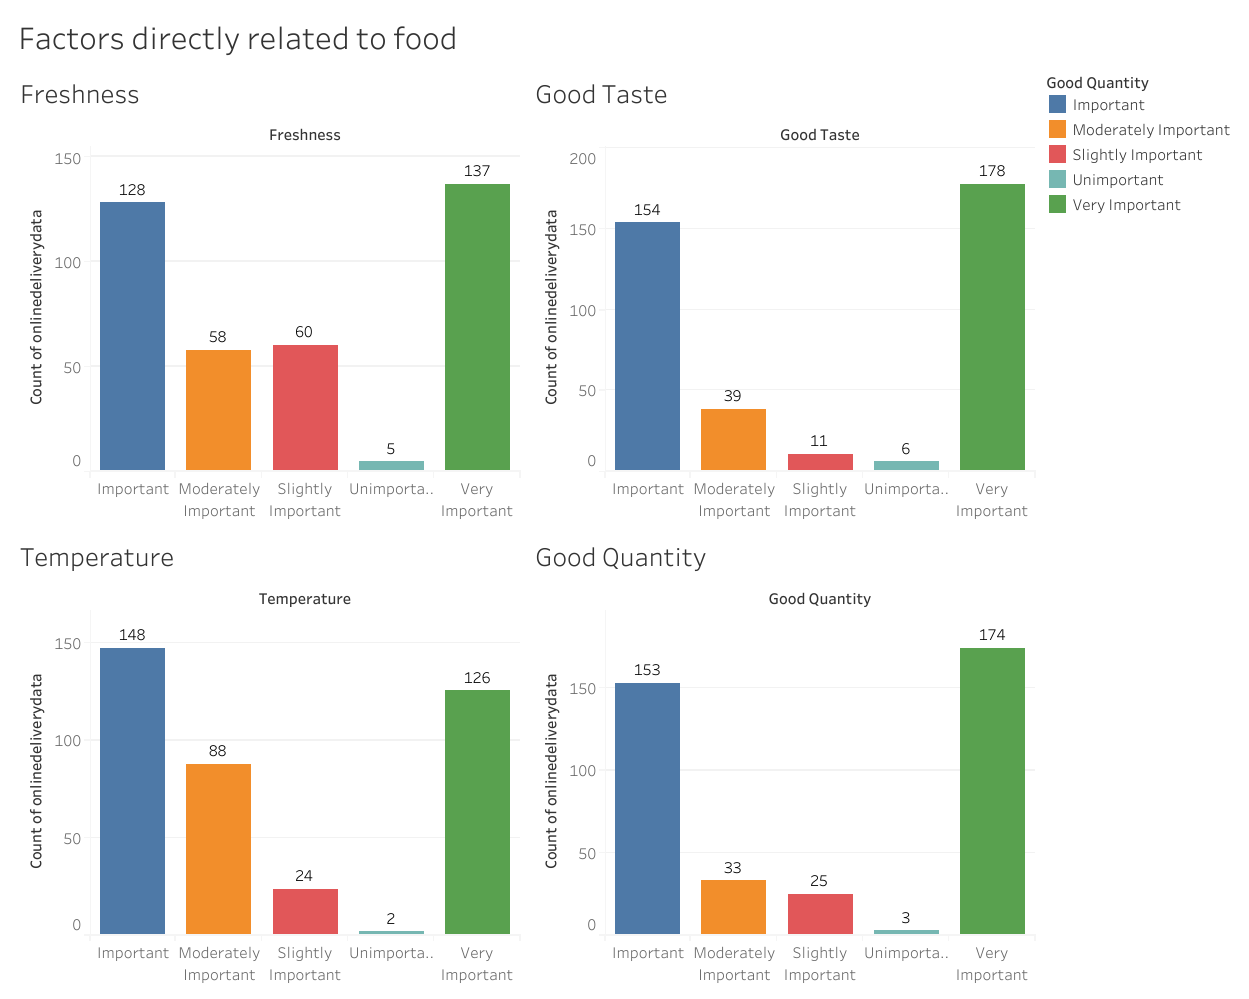 Factors directly related to food
Freshness
Freshness
Count of onlinedeliverydata
150
100
50
0
128
58
60
5
137
Important Moderately Important Slightly Important Unimporta.. Very Important
Good Taste
Good Taste
Count of onlinedeliverydata
200
150
100
50
0
154
39
11
6
178
Important Moderately Important Slightly Important Unimporta.. Very Important
Good Quantity
Important
Moderately Important
Slightly Important
Unimportant
Very Important
Temperature
Temperature
Count of onlinedeliverydata
150
100
50
0
148
88
24
2
126
Important Moderately Important Slightly Important Unimporta.. Very Important
Good Quantity
Good Quantity
Count of onlinedeliverydata
150
100
50
0
153
33
25
3
174
Important Moderately Important Slightly Important Unimporta.. Very Important